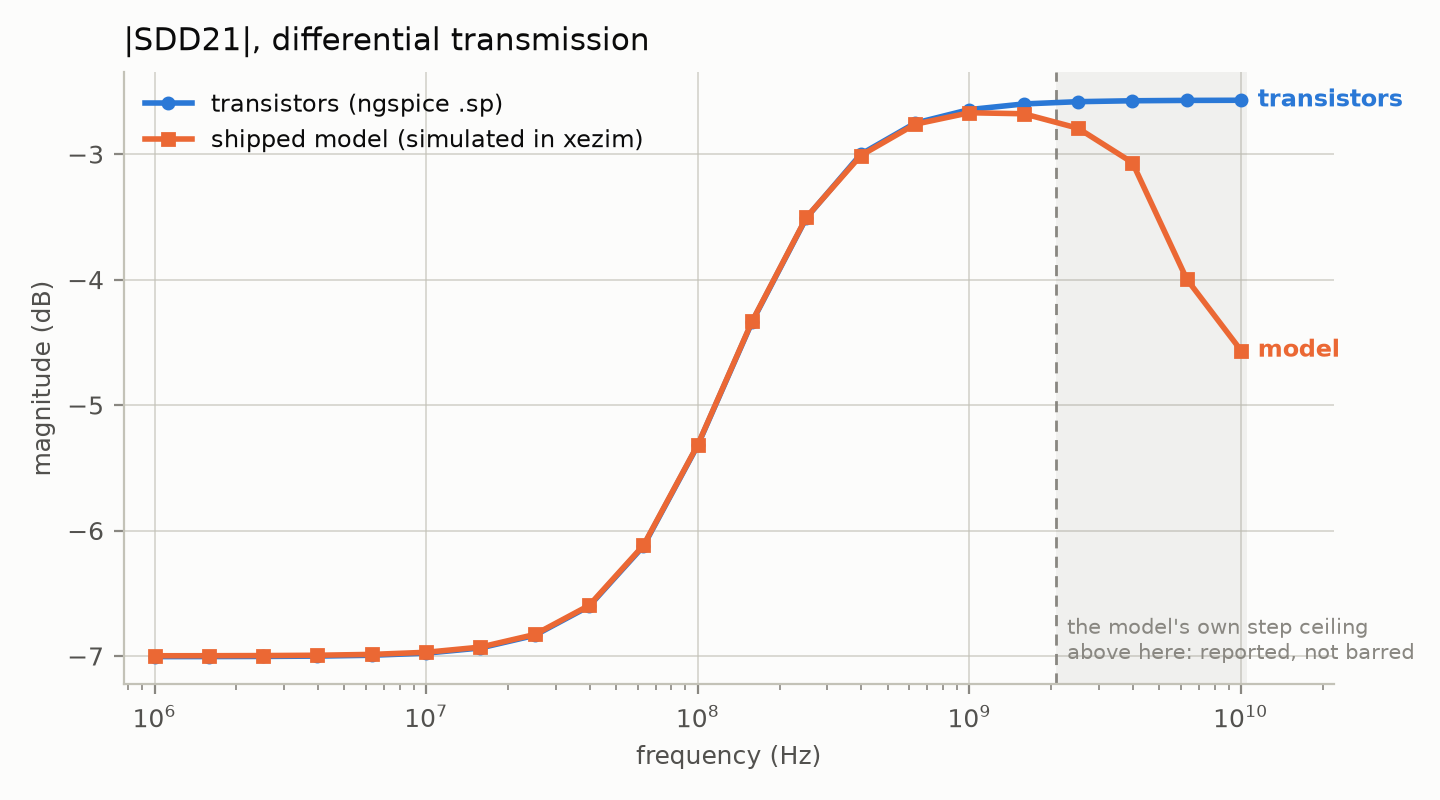 |SDD21|, differential transmission
transistors (ngspice .sp)
shipped model (simulated in xezim)
transistors
model
−3
−4
−5
−6
−7
magnitude (dB)
the model's own step ceiling
above here: reported, not barred
10⁶
10⁷
10⁸
10⁹
10¹⁰
frequency (Hz)